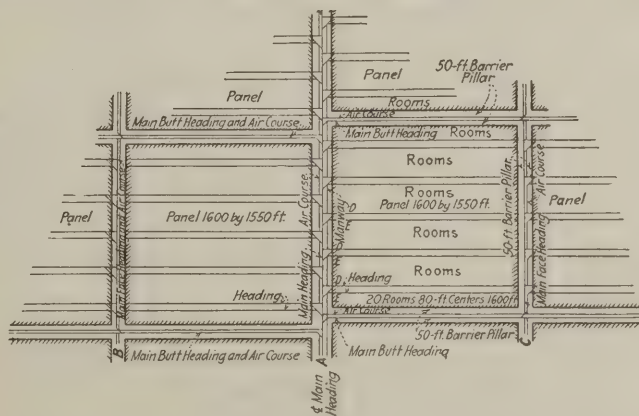 50-ft. Barrier
Pillar
Panel
Panel
Rooms
Air Course
Main Butt Heading and Air Course
Main Butt Heading
Rooms
Rooms
Rooms
Panel 1600 by 1550 ft.
Panel 1600 by 1550 ft.
Panel
Panel
Main Face Heading and Air Course
Main Heading
Air Course
Manway
D
D
D
50-ft. Barrier Pillar
Main Face Heading
Air Course
Rooms
Rooms
Heading
Heading
20 Rooms 80-ft Centers 1600ft
Air Course
50-ft. Barrier Pillar
B
Main Butt Heading and Air Course
A
Main Butt Heading
C
℄ Main
Heading